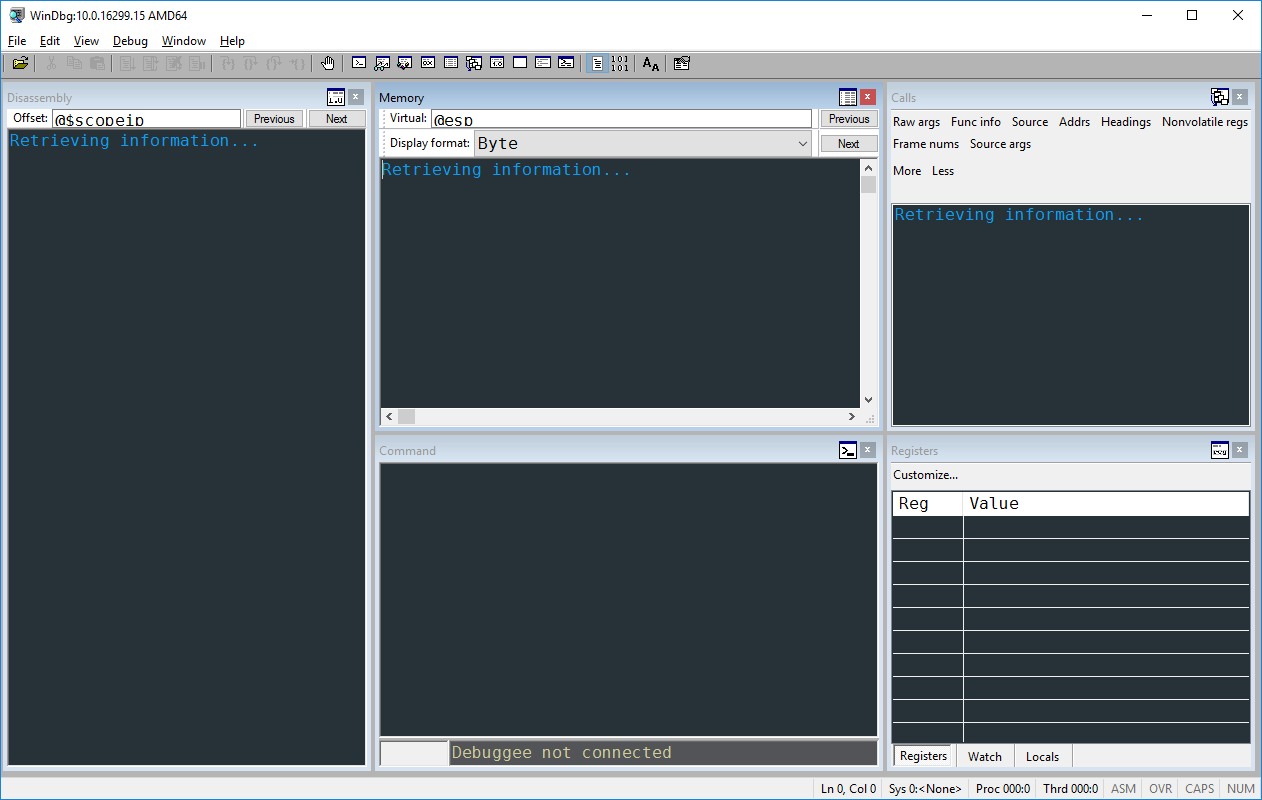 WinDbg:10.0.16299.15 AMD64
File Edit View Debug Window Help
Disassembly
Offset: @$scopeip Previous Next
Retrieving information...
Memory
Virtual: @esp Previous
Display format: Byte Next
Retrieving information...
Calls
Raw args Func info Source Addrs Headings Nonvolatile regs
Frame nums Source args
More Less
Retrieving information...
Command
Debuggee not connected
Registers
Customize...
Reg Value
Registers Watch Locals
Ln 0, Col 0 Sys 0:<None> Proc 000:0 Thrd 000:0 ASM OVR CAPS NUM